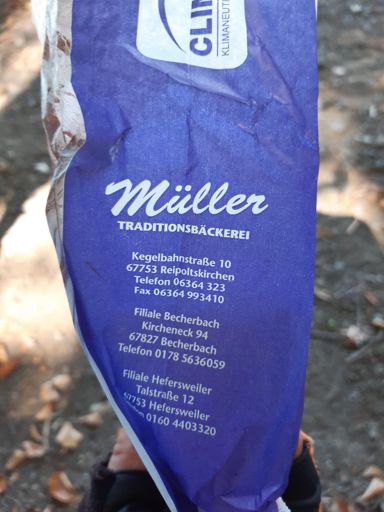 KLIMANEUT
Müller
TRADITIONSBÄCKEREI
Kegelbahnstraße 10
67753 Reipoltskirchen
Telefon 06364 323
Fax 06364 993410
Filiale Becherbach
Kircheneck 94
67827 Becherbach
Telefon 0178 5636059
Filiale Hefersweiler
Talstraße 12
67753 Hefersweiler
Telefon 0160 4403320